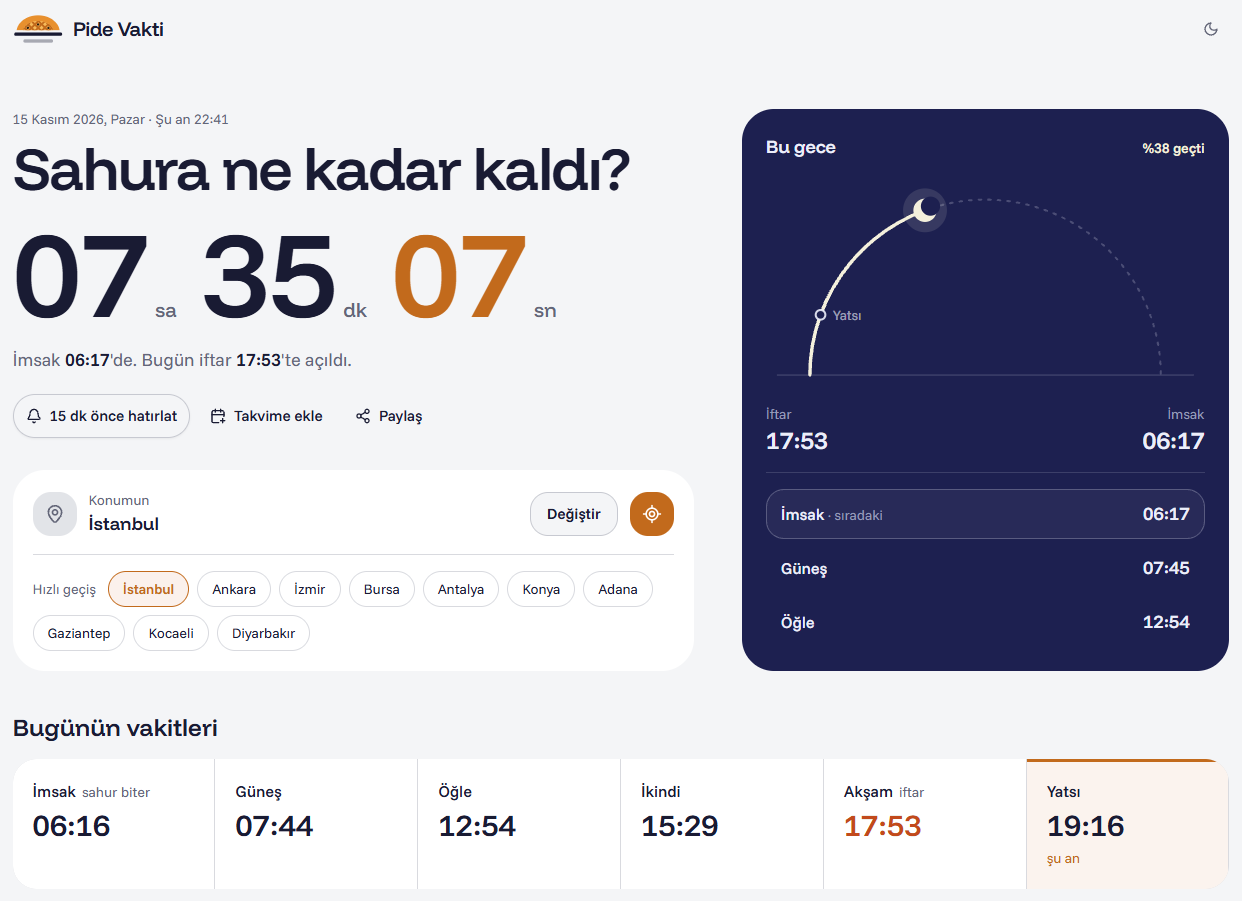 Pide Vakti
15 Kasım 2026, Pazar · Şu an 22:41
Sahura ne kadar kaldı?
07 sa 35 dk 07 sn
İmsak 06:17'de. Bugün iftar 17:53'te açıldı.
15 dk önce hatırlat Takvime ekle Paylaş
Konumun
İstanbul
Değiştir
Hızlı geçiş İstanbul Ankara İzmir Bursa Antalya Konya Adana
Gaziantep Kocaeli Diyarbakır
Bu gece %38 geçti
Yatsı
İftar İmsak
17:53 06:17
İmsak · sıradaki 06:17
Güneş 07:45
Öğle 12:54
Bugünün vakitleri
İmsak sahur biter
06:16
Güneş
07:44
Öğle
12:54
İkindi
15:29
Akşam iftar
17:53
Yatsı
19:16
şu an